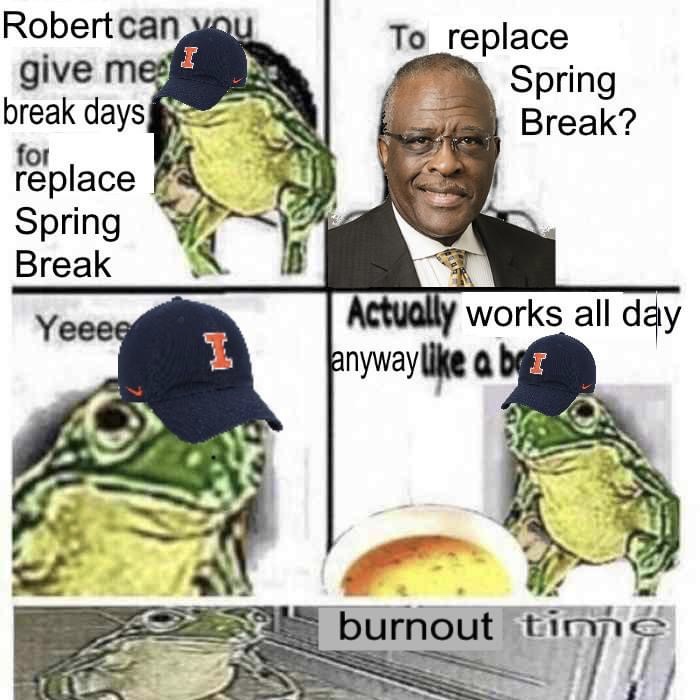 Robert can you
give me
break days
for
replace
Spring
Break
To replace
Spring
Break?
Yeeee
Actually works all day
anyway like a bo
burnout time
I
I
I